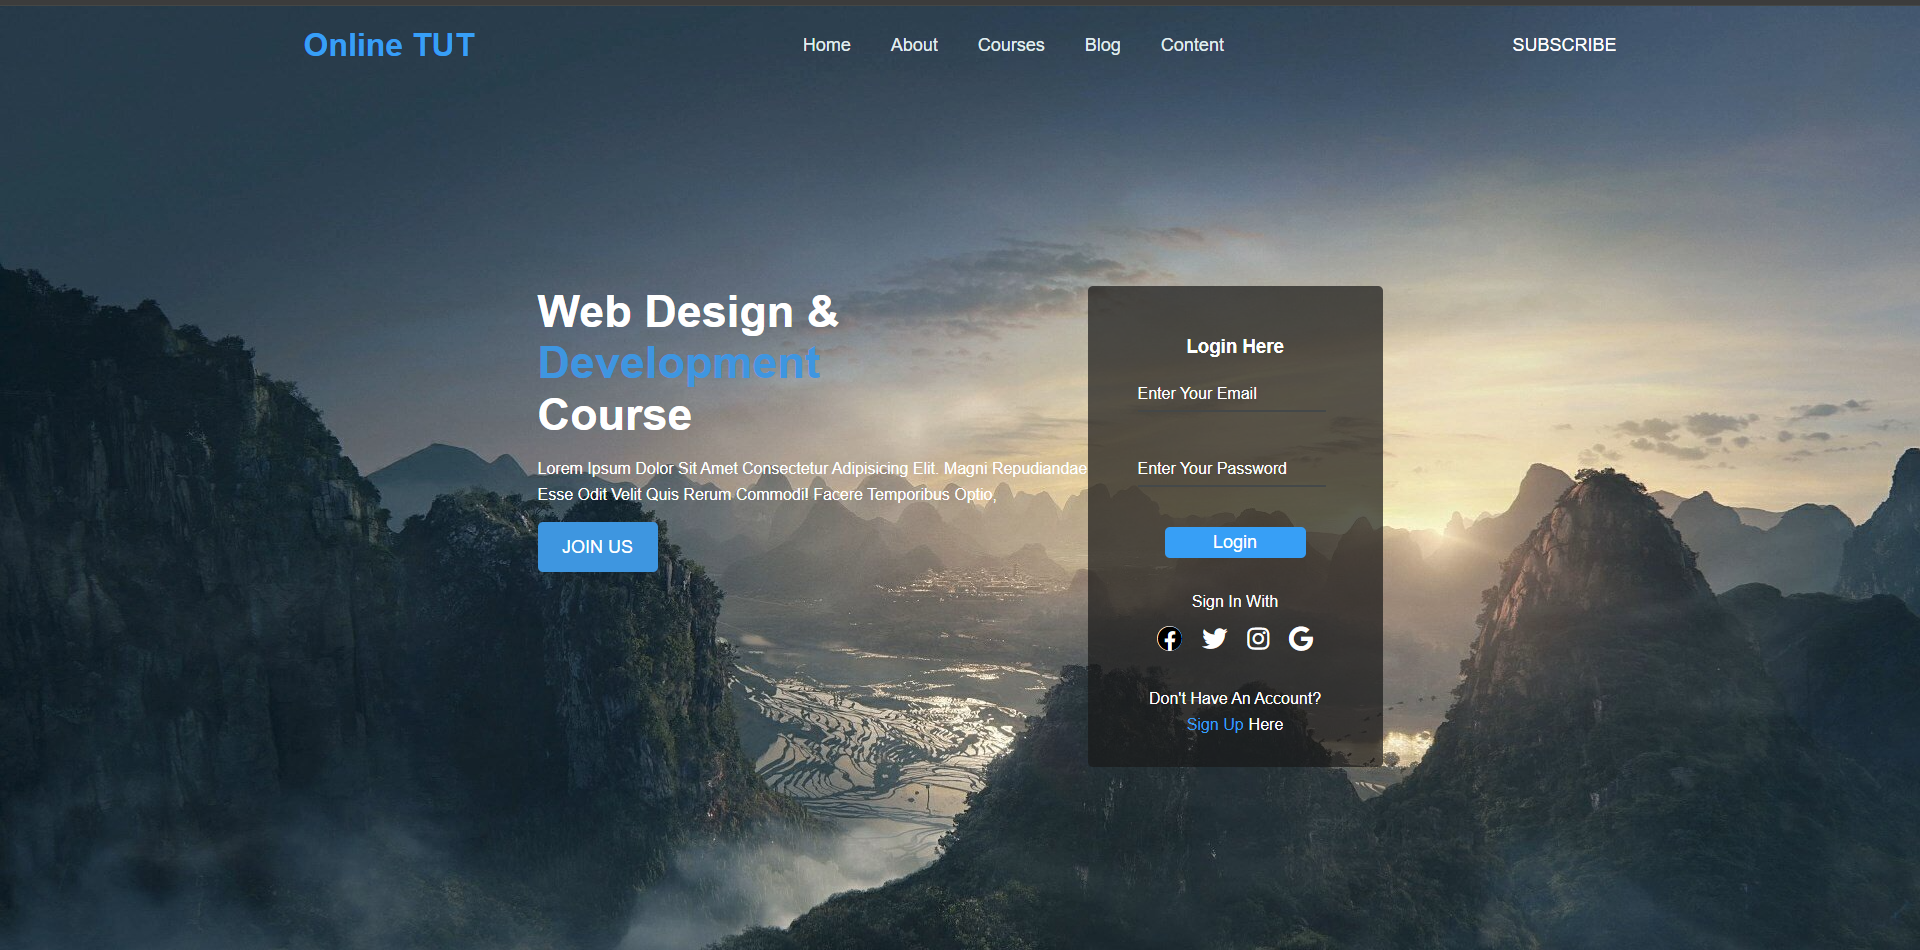 Online TUT
Home
About
Courses
Blog
Content
SUBSCRIBE
Web Design &
Development
Course
Lorem Ipsum Dolor Sit Amet Consectetur Adipisicing Elit. Magni Repudiandae
Esse Odit Velit Quis Rerum Commodi! Facere Temporibus Optio,
JOIN US
Login Here
Enter Your Email
Enter Your Password
Login
Sign In With
Don't Have An Account?
Sign Up Here